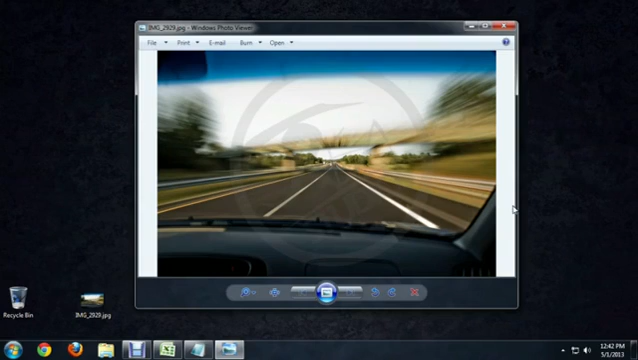 IMG_2929.jpg - Windows Photo Viewer
File Print E-mail Burn Open
Recycle Bin
IMG_2929.jpg
12:42 PM
5/1/2013